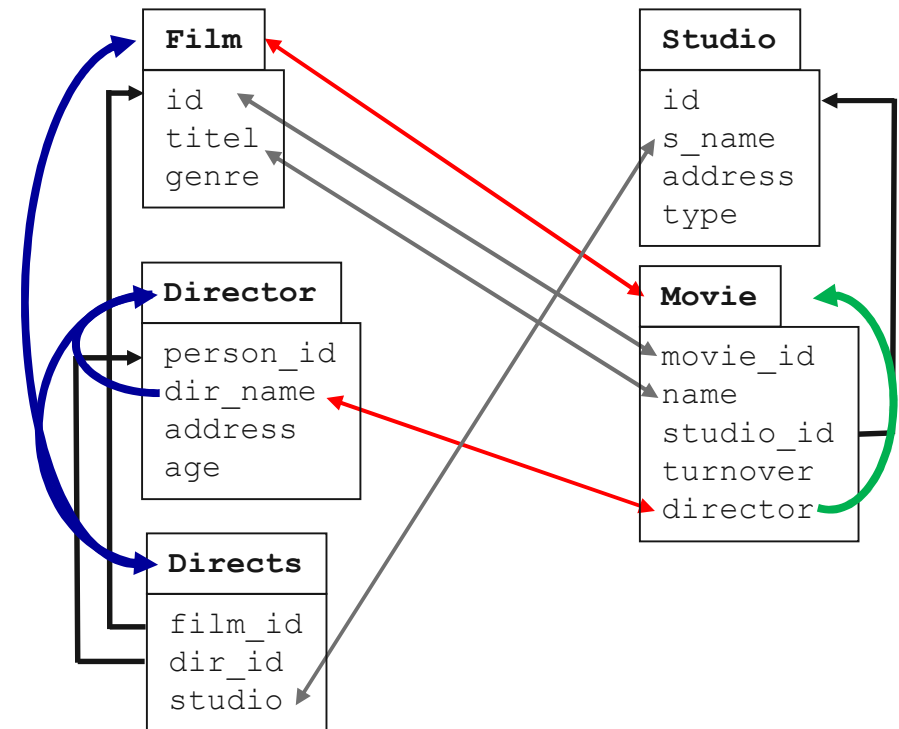 Film
id
titel
genre
Director
person_id
dir_name
address
age
Directs
film_id
dir_id
studio
Studio
id
s_name
address
type
Movie
movie_id
name
studio_id
turnover
director